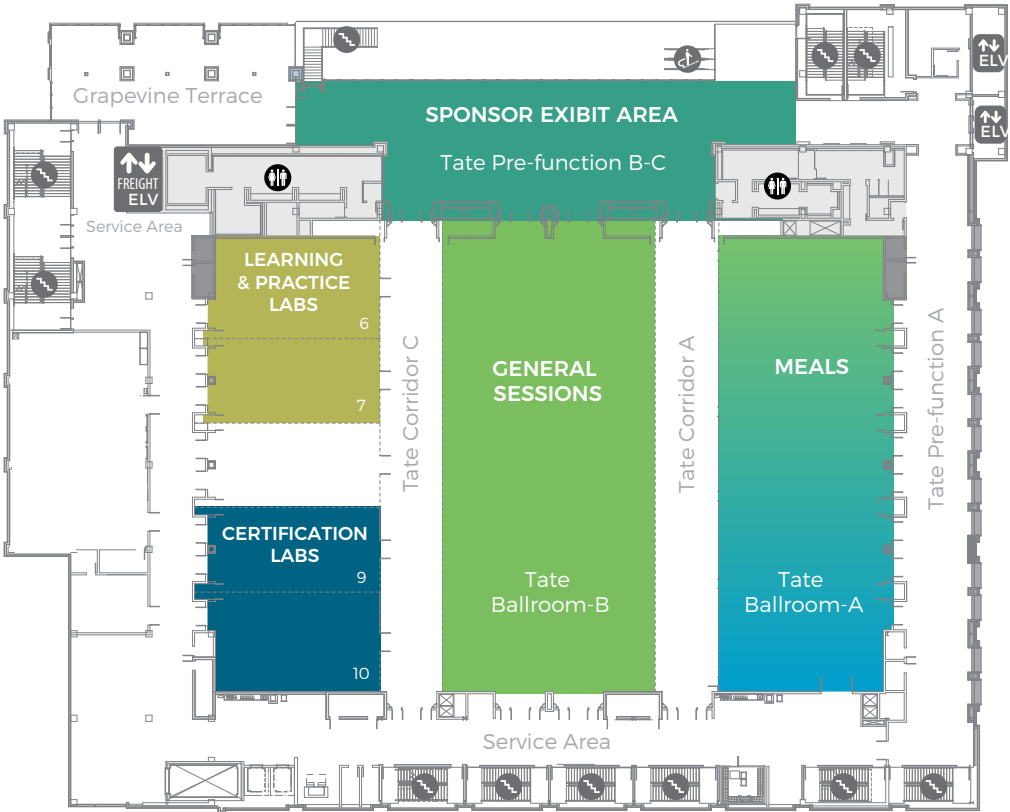 ELV
Grapevine Terrace
SPONSOR EXHIBIT AREA
ELV
Tate Pre-function B-C
FREIGHT
ELV
Service Area
LEARNING
& PRACTICE
LABS
6
7
Tate Corridor C
GENERAL
SESSIONS
Tate Corridor A
MEALS
Tate Pre-function A
CERTIFICATION
LABS
9
10
Tate
Ballroom-B
Tate
Ballroom-A
Service Area